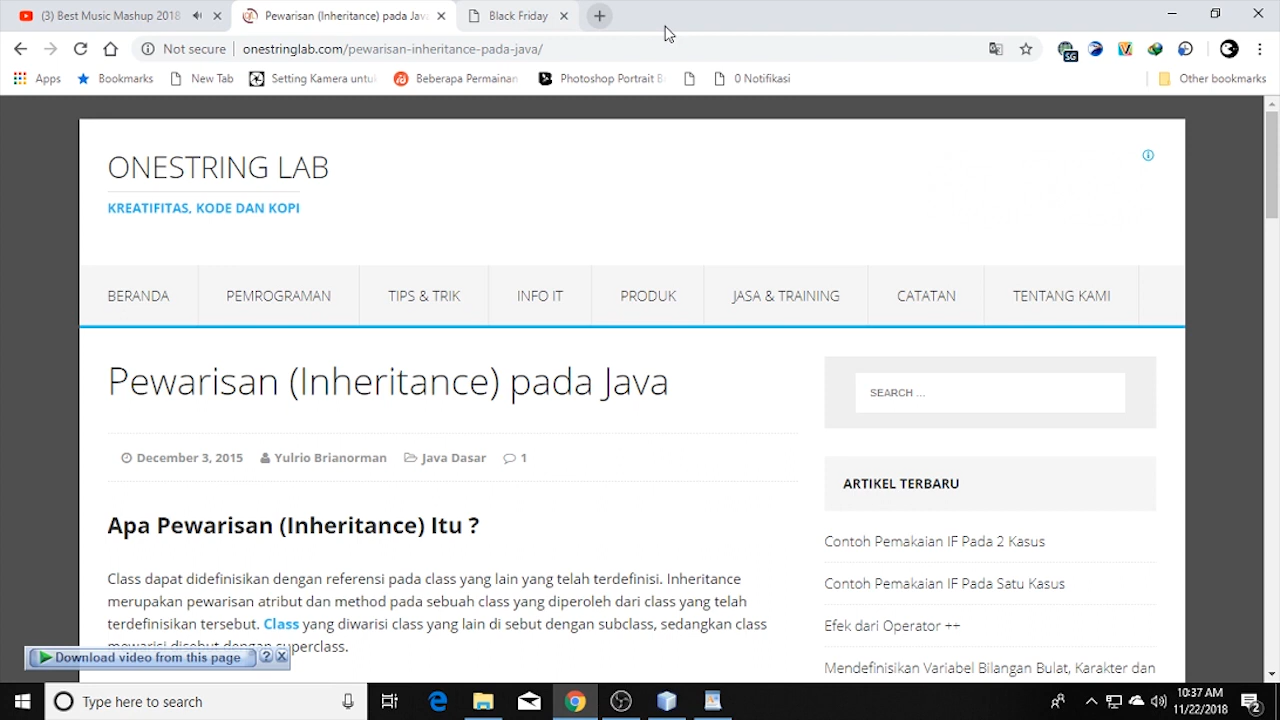 (3) Best Music Mashup 2018
Pewarisan (Inheritance) pada Java
Black Friday
Not secure
onestringlab.com/pewarisan-inheritance-pada-java/
SG
Apps
Bookmarks
New Tab
Setting Kamera untu
Beberapa Permainan
Photoshop Portrait
0 Notifikasi
Other bookmarks
ONESTRING LAB
KREATIFITAS, KODE DAN KOPI
BERANDA
PEMROGRAMAN
TIPS & TRIK
INFO IT
PRODUK
JASA & TRAINING
CATATAN
TENTANG KAMI
Pewarisan (Inheritance) pada Java
December 3, 2015 Yulrio Brianorman Java Dasar 1
Apa Pewarisan (Inheritance) Itu ?
Class dapat didefinisikan dengan referensi pada class yang lain yang telah terdefinisi. Inheritance
merupakan pewarisan atribut dan method pada sebuah class yang diperoleh dari class yang telah
terdefinisikan tersebut. Class yang diwarisi class yang lain di sebut dengan subclass, sedangkan class
mewarisi disebut dengan superclass.
SEARCH ...
ARTIKEL TERBARU
Contoh Pemakaian IF Pada 2 Kasus
Contoh Pemakaian IF Pada Satu Kasus
Efek dari Operator ++
Mendefinisikan Variabel Bilangan Bulat, Karakter dan
Download video from this page
?
Type here to search
10:37 AM
11/22/2018
2